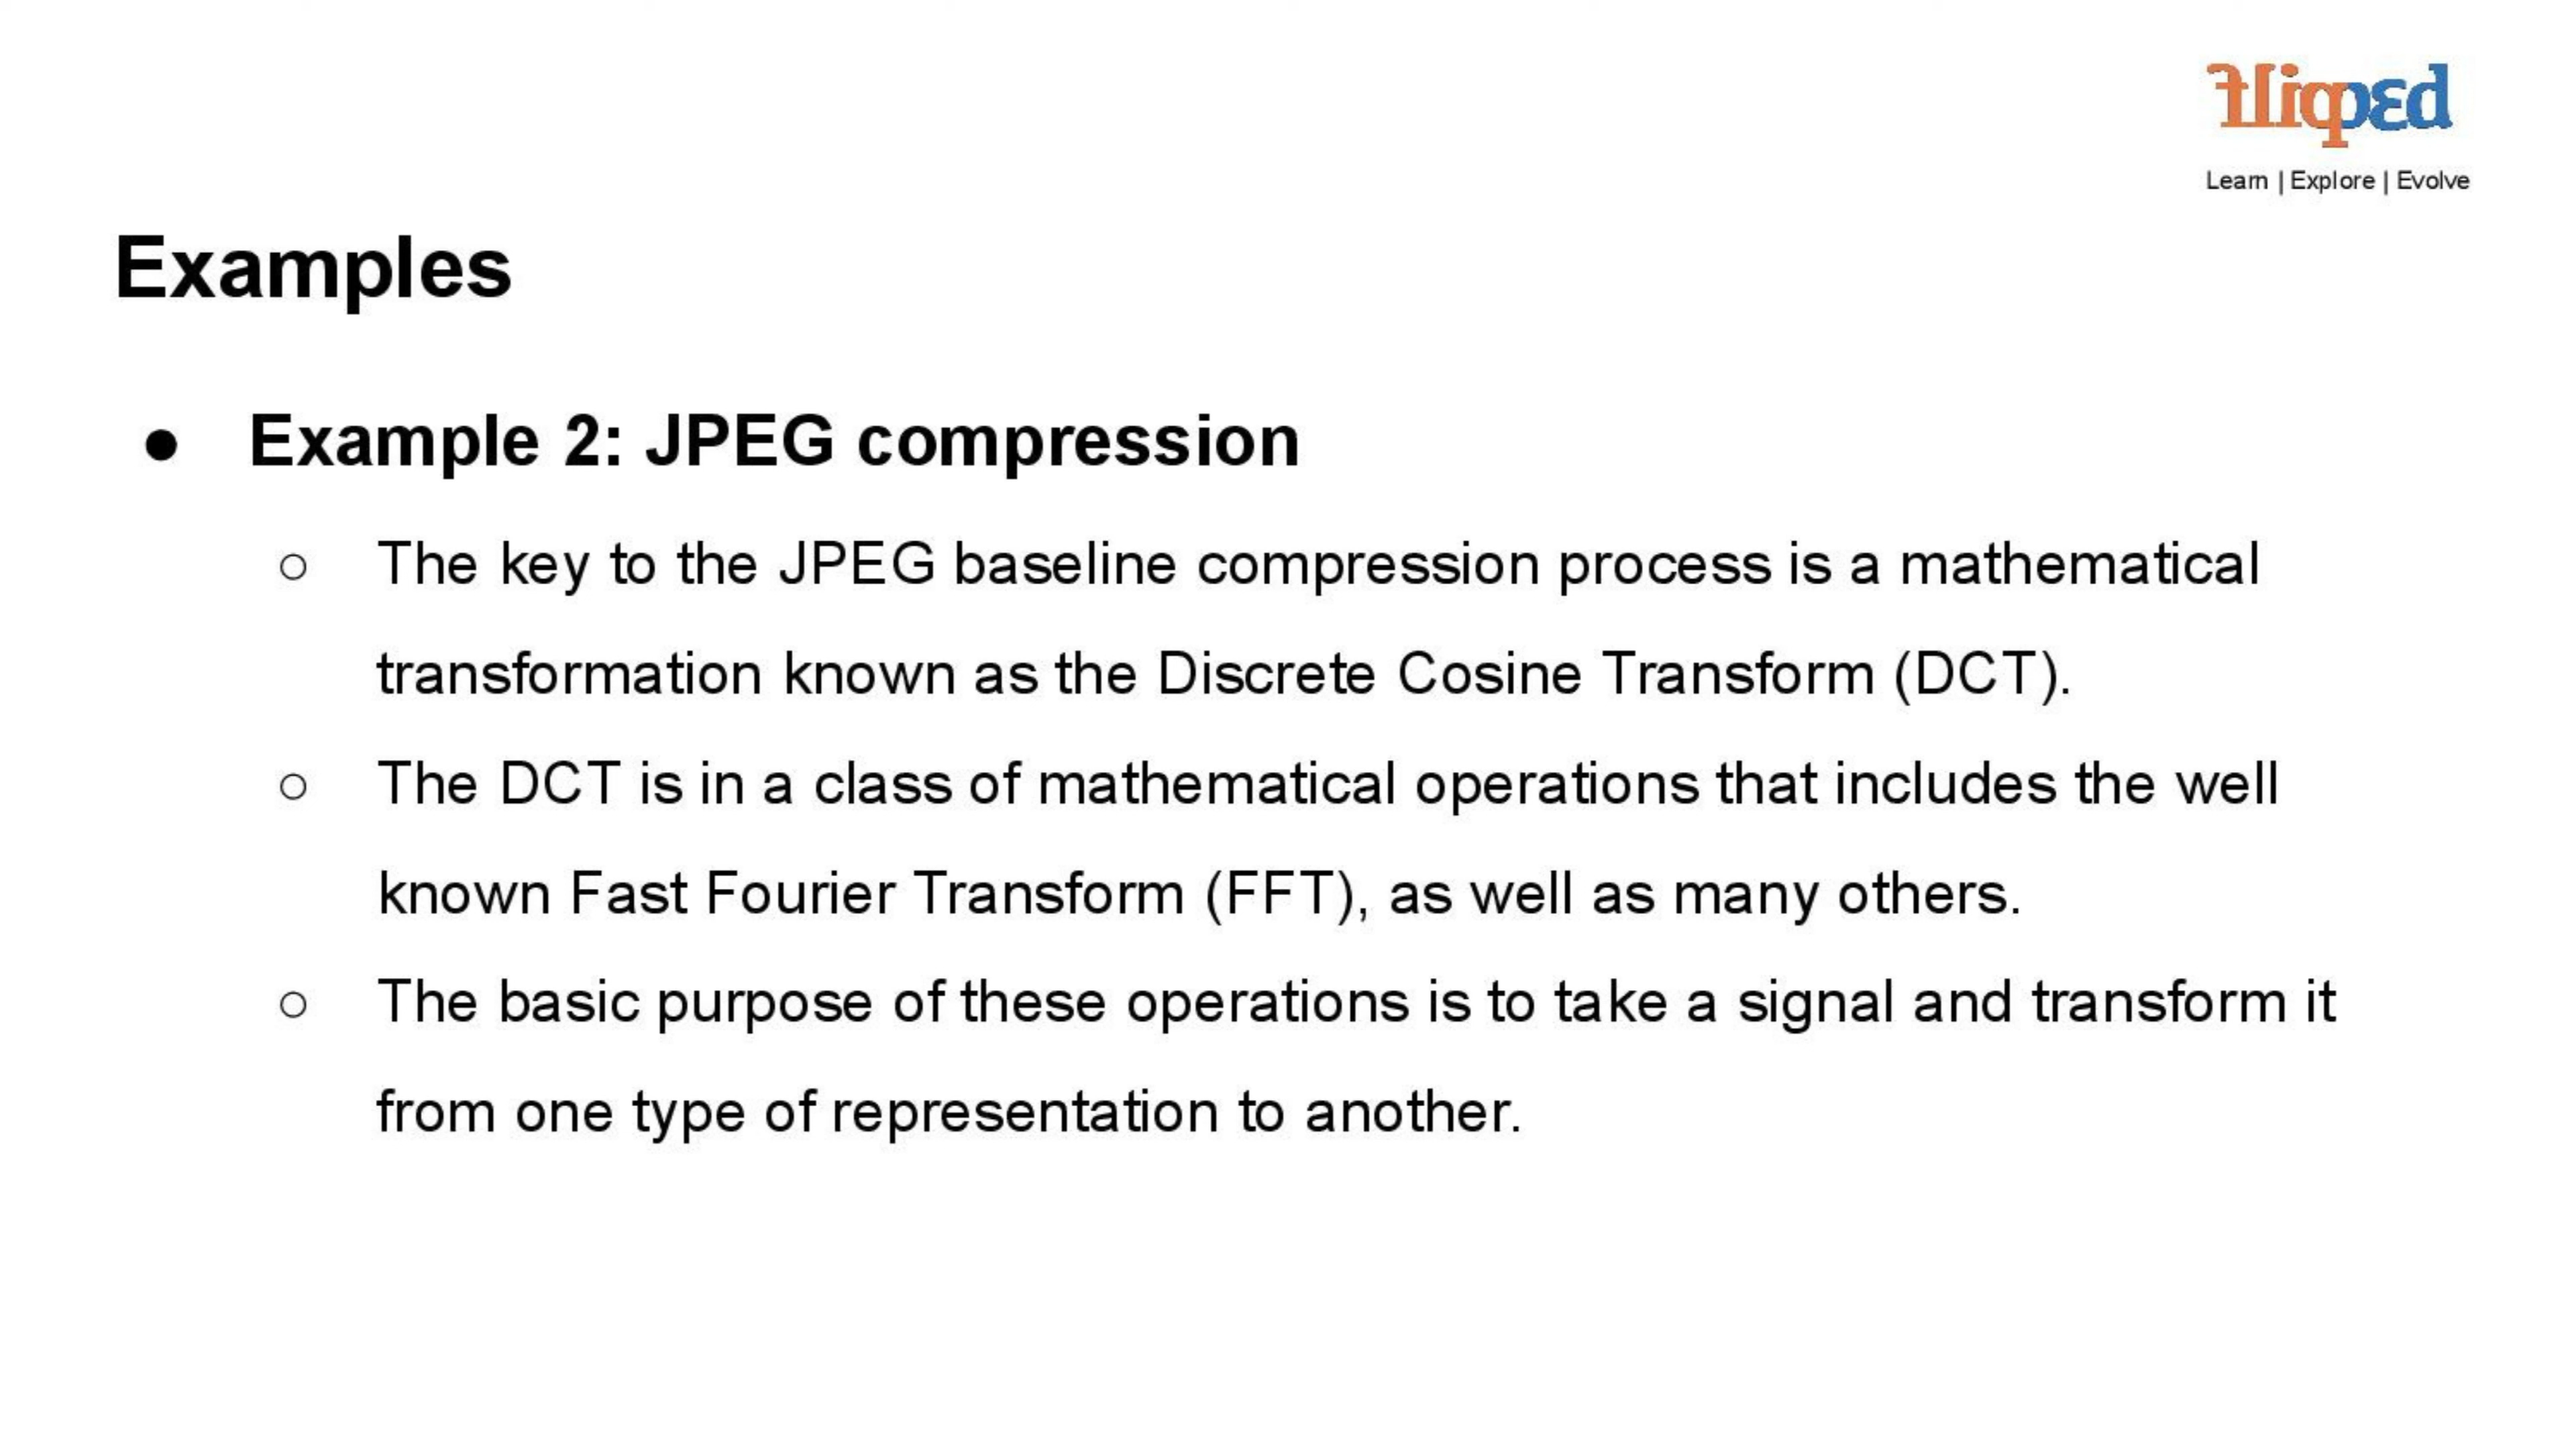 flipped
Learn | Explore | Evolve
Examples
● Example 2: JPEG compression
○ The key to the JPEG baseline compression process is a mathematical
transformation known as the Discrete Cosine Transform (DCT).
○ The DCT is in a class of mathematical operations that includes the well
known Fast Fourier Transform (FFT), as well as many others.
○ The basic purpose of these operations is to take a signal and transform it
from one type of representation to another.